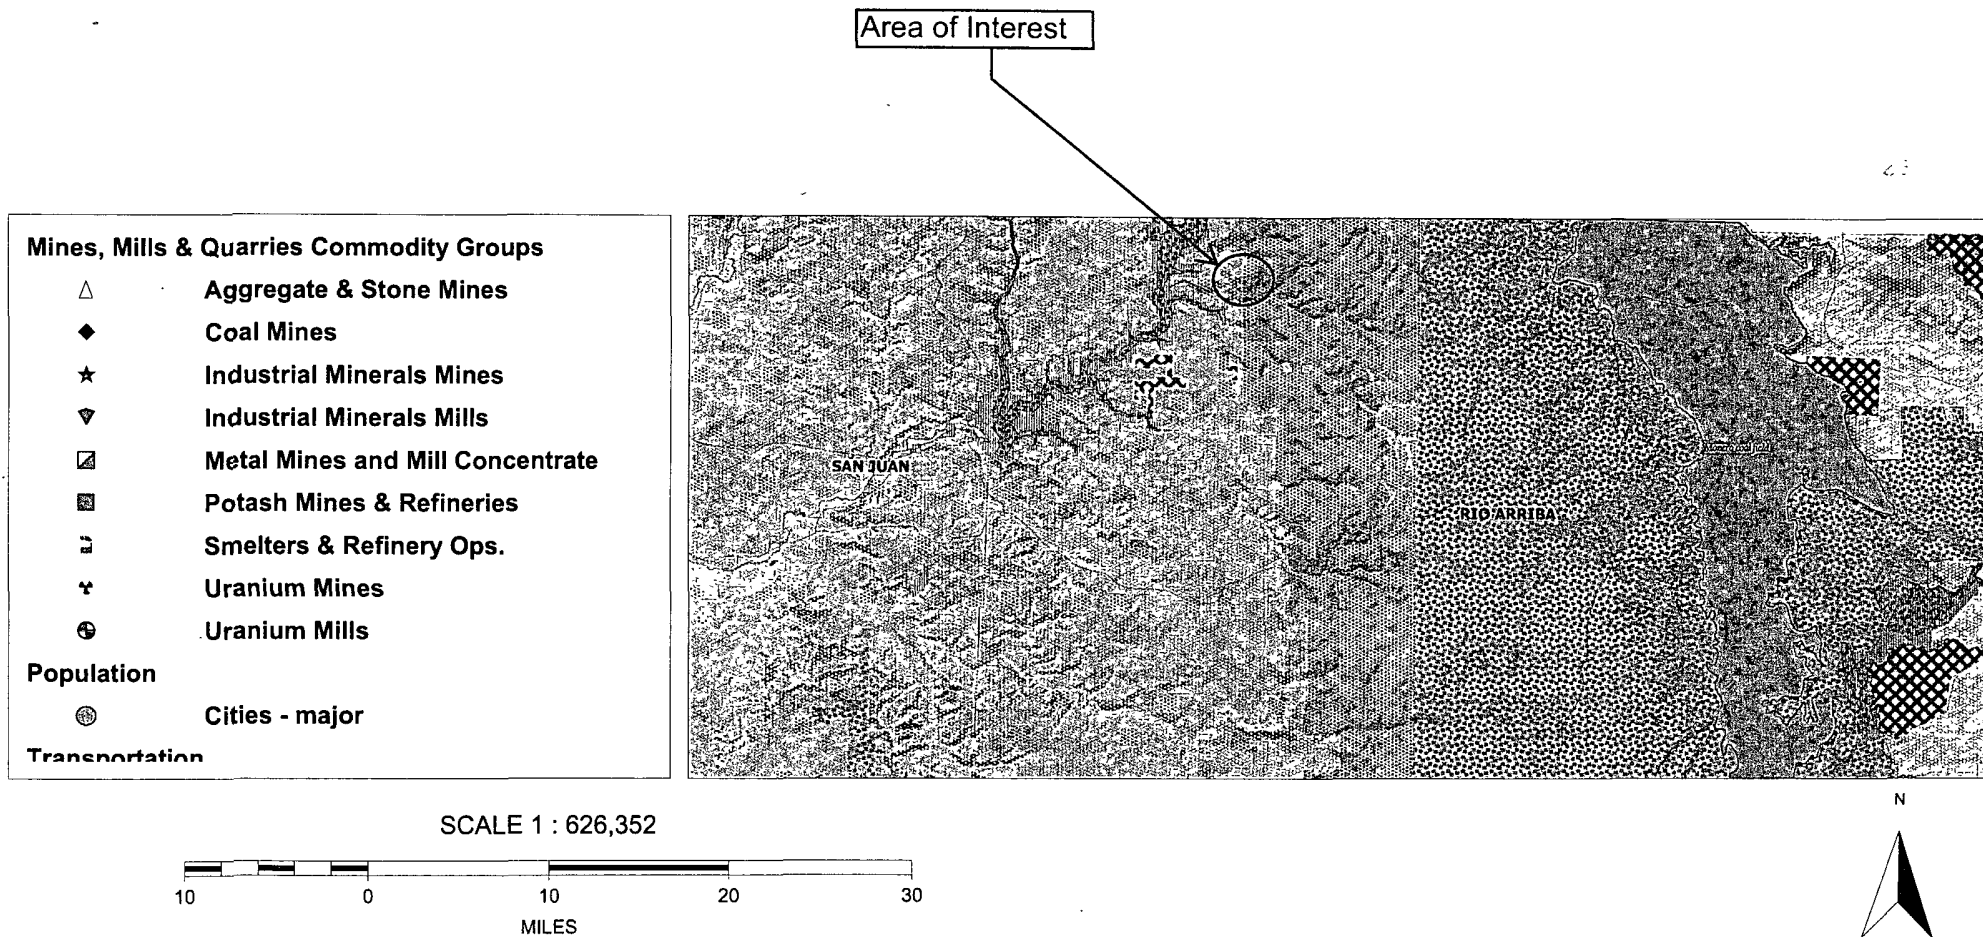 Area of Interest
Mines, Mills & Quarries Commodity Groups
Aggregate & Stone Mines
Coal Mines
Industrial Minerals Mines
Industrial Minerals Mills
Metal Mines and Mill Concentrate
Potash Mines & Refineries
Smelters & Refinery Ops.
Uranium Mines
Uranium Mills
Population
Cities - major
Transportation
SAN JUAN
RIO ARRIBA
SCALE 1 : 626,352
10 0 10 20 30
MILES
N